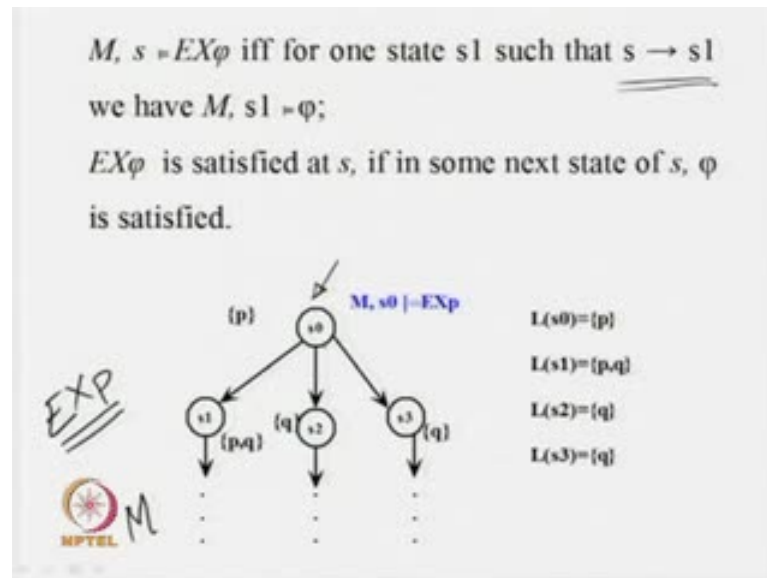 M, s ⊨ EXφ iff for one state s1 such that s → s1
we have M, s1 ⊨ φ;
EXφ is satisfied at s, if in some next state of s, φ
is satisfied.
{p}
s0
M, s0 |=EXp
L(s0)={p}
EXP
s1
{p,q}
{q}
s2
s3
{q}
L(s1)={p,q}
L(s2)={q}
L(s3)={q}
M
NPTEL